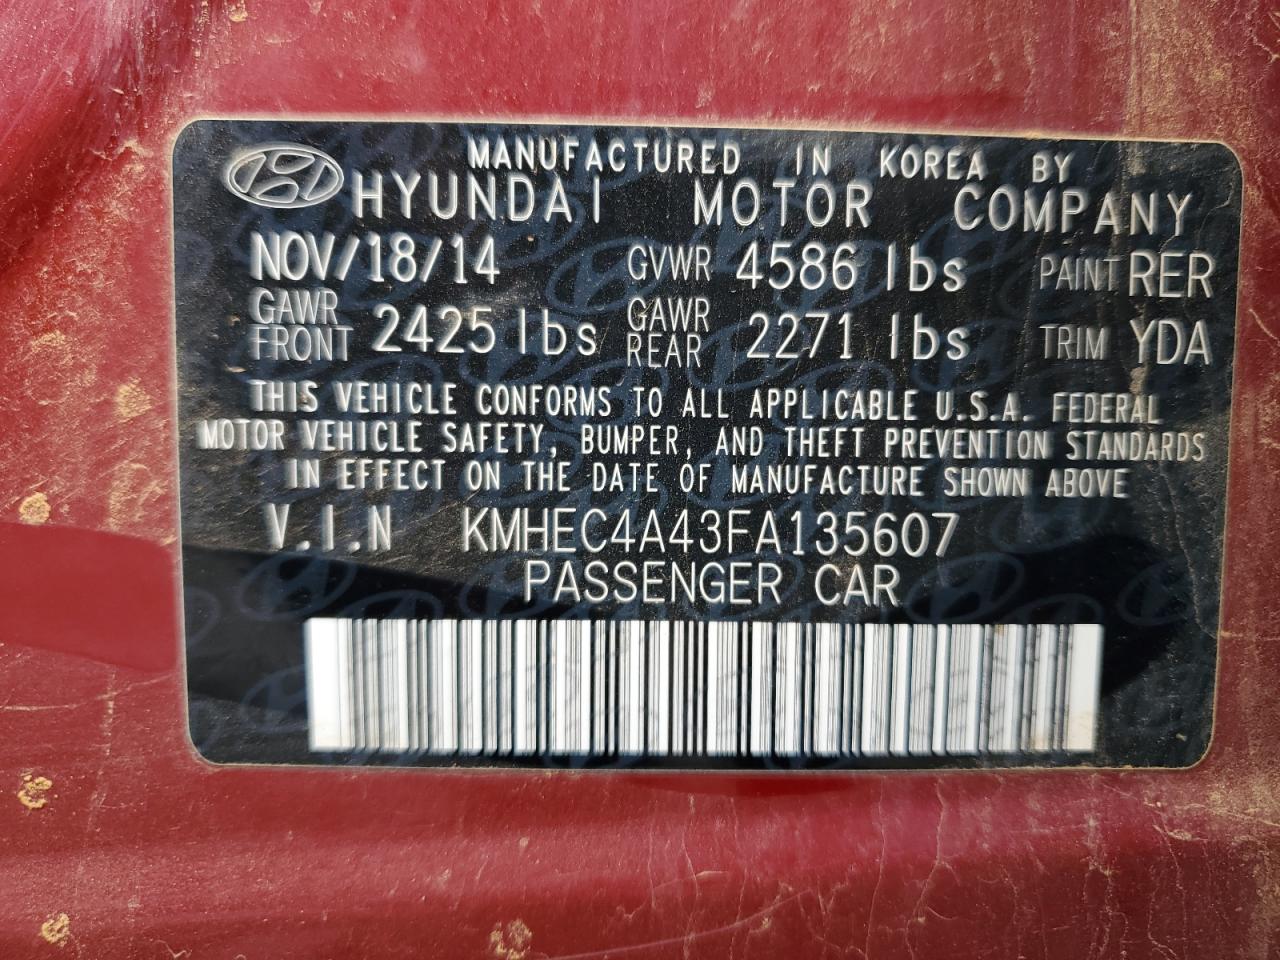 MANUFACTURED IN KOREA BY
HYUNDAI MOTOR COMPANY
NOV/18/14 GVWR 4586 lbs PAINT RER
GAWR FRONT 2425 lbs GAWR REAR 2271 lbs TRIM YDA
THIS VEHICLE CONFORMS TO ALL APPLICABLE U.S.A. FEDERAL
MOTOR VEHICLE SAFETY, BUMPER, AND THEFT PREVENTION STANDARDS
IN EFFECT ON THE DATE OF MANUFACTURE SHOWN ABOVE
V.I.N KMHEC4A43FA135607
PASSENGER CAR